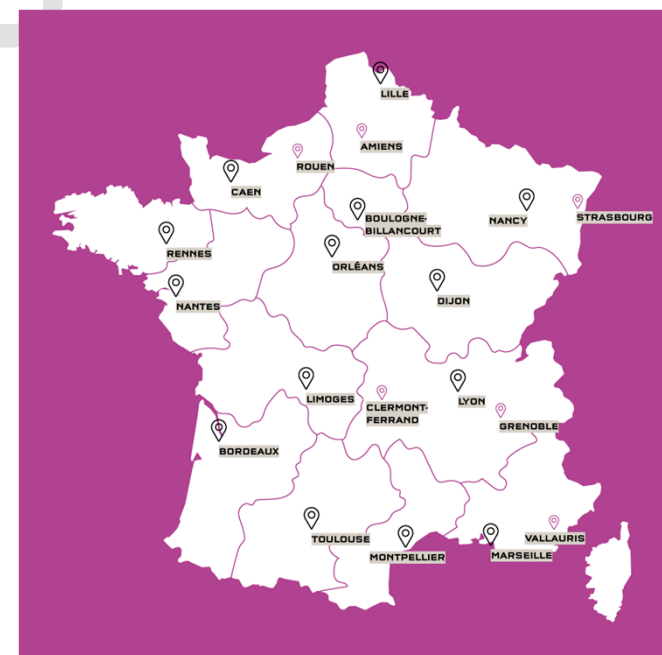 LILLE
AMIENS
ROUEN
CAEN
BOULOGNE-
BILLANCOURT
NANCY
STRASBOURG
RENNES
ORLÉANS
NANTES
DIJON
LIMOGES
CLERMONT-
FERRAND
LYON
GRENOBLE
BORDEAUX
TOULOUSE
MONTPELLIER
MARSEILLE
VALLAURIS